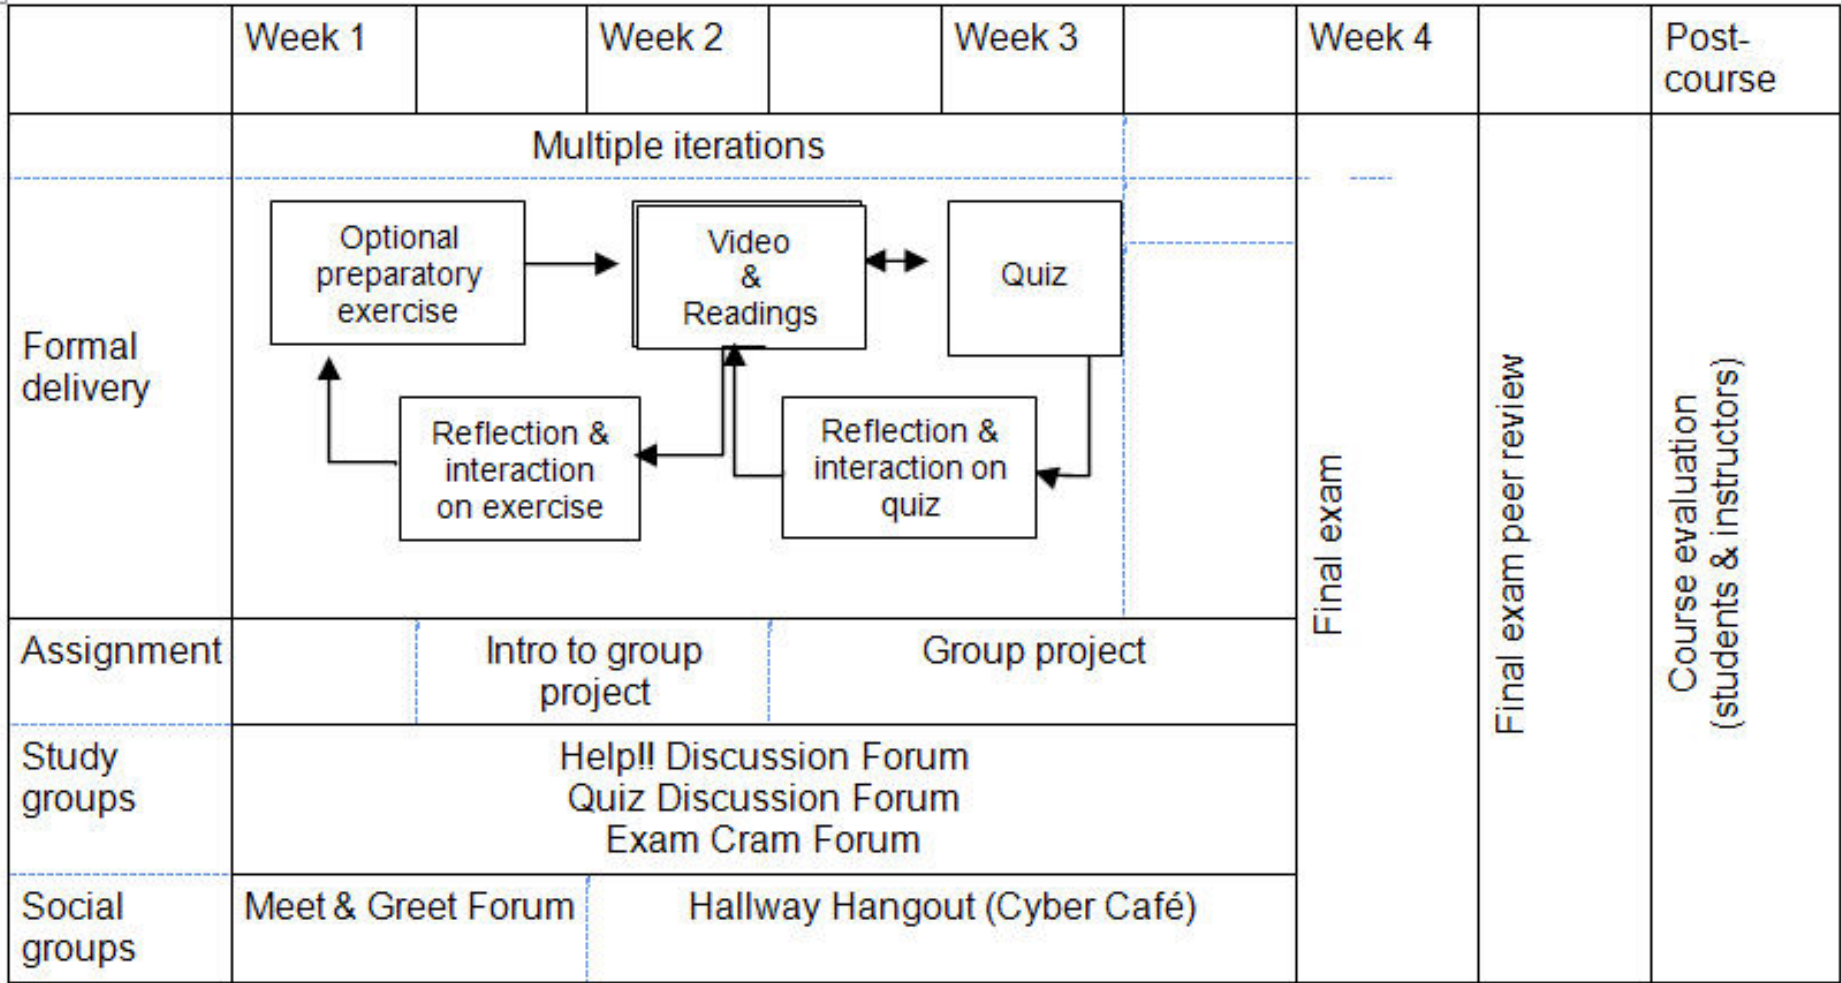 Week 1
Week 2
Week 3
Week 4
Post-
course
Multiple iterations
Formal
delivery
Optional
preparatory
exercise
Video
&
Readings
Quiz
Reflection &
interaction
on exercise
Reflection &
interaction on
quiz
Assignment
Intro to group
project
Group project
Study
groups
Help!! Discussion Forum
Quiz Discussion Forum
Exam Cram Forum
Social
groups
Meet & Greet Forum
Hallway Hangout (Cyber Café)
Final exam
Final exam peer review
Course evaluation
(students & instructors)